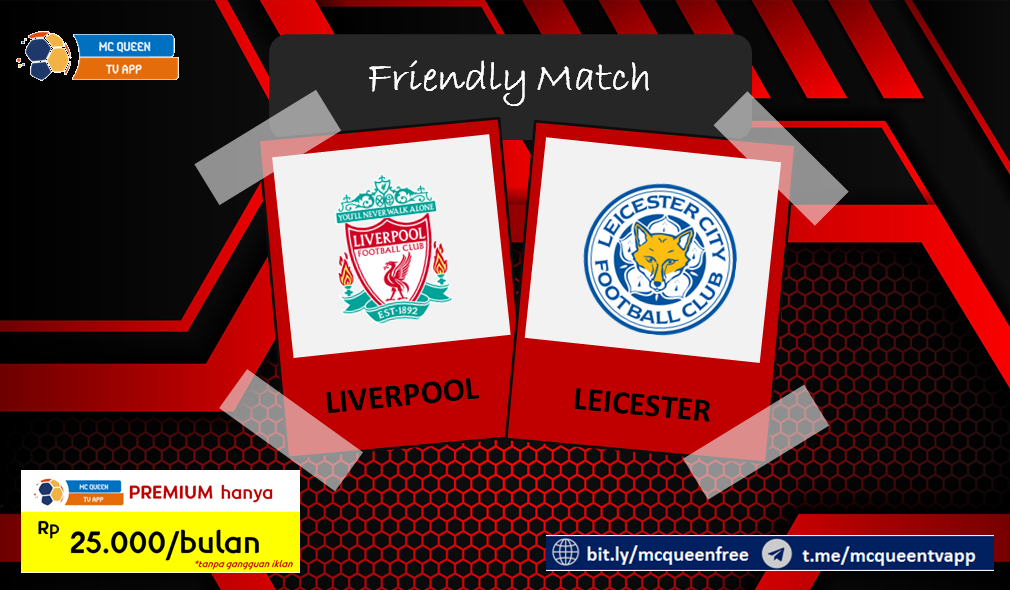 MC QUEEN
TV APP
Friendly Match
YOU'LL NEVER WALK ALONE
LIVERPOOL
FOOTBALL CLUB
EST·1892
LEICESTER CITY
FOOTBALL CLUB
LIVERPOOL
LEICESTER
MC QUEEN
TV APP
PREMIUM hanya
Rp 25.000/bulan
*tanpa gangguan iklan
bit.ly/mcqueenfree
t.me/mcqueentvapp